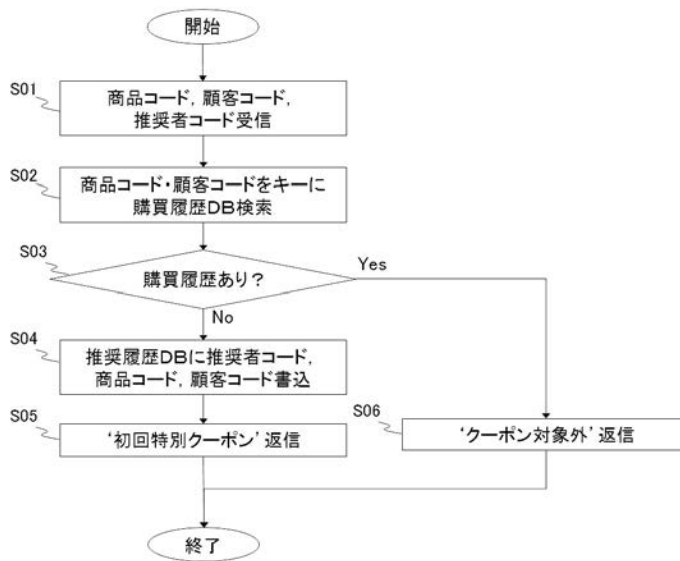 開始
S01
商品コード, 顧客コード,
推奨者コード受信
S02
商品コード・顧客コードをキーに
購買履歴DB検索
S03
購買履歴あり?
Yes
No
S04
推奨履歴DBに推奨者コード,
商品コード, 顧客コード書込
S05
‘初回特別クーポン’返信
S06
‘クーポン対象外’返信
終了